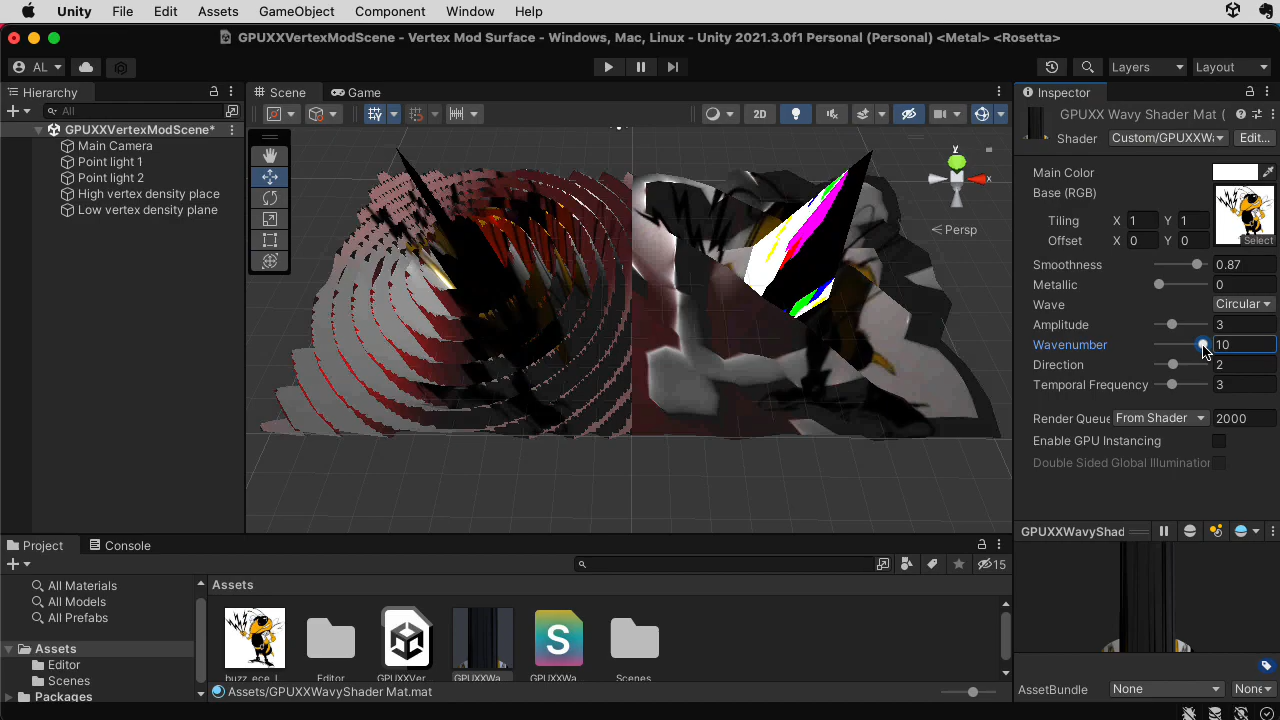 Unity File Edit Assets GameObject Component Window Help
GPUXXVertexModScene - Vertex Mod Surface - Windows, Mac, Linux - Unity 2021.3.0f1 Personal (Personal) <Metal> <Rosetta>
AL
Layers
Layout
Hierarchy
All
GPUXXVertexModScene*
Main Camera
Point light 1
Point light 2
High vertex density place
Low vertex density plane
Scene
Game
2D
y
x
Persp
Inspector
GPUXX Wavy Shader Mat (
Shader Custom/GPUXXW Edit...
Main Color
Base (RGB)
Tiling X 1 Y 1
Offset X 0 Y 0
Select
Smoothness 0.87
Metallic 0
Wave Circular
Amplitude 3
Wavenumber 10
Direction 2
Temporal Frequency 3
Render Queue From Shader 2000
Enable GPU Instancing
Double Sided Global Illumination
GPUXXWavyShad
AssetBundle None None
Project
Console
15
All Materials
All Models
All Prefabs
Assets
Editor
Scenes
Packages
Assets
buzz_ece_l
Editor
GPUXXVer
GPUXXWa
S
GPUXXWa
Scenes
Assets/GPUXXWavyShader Mat.mat